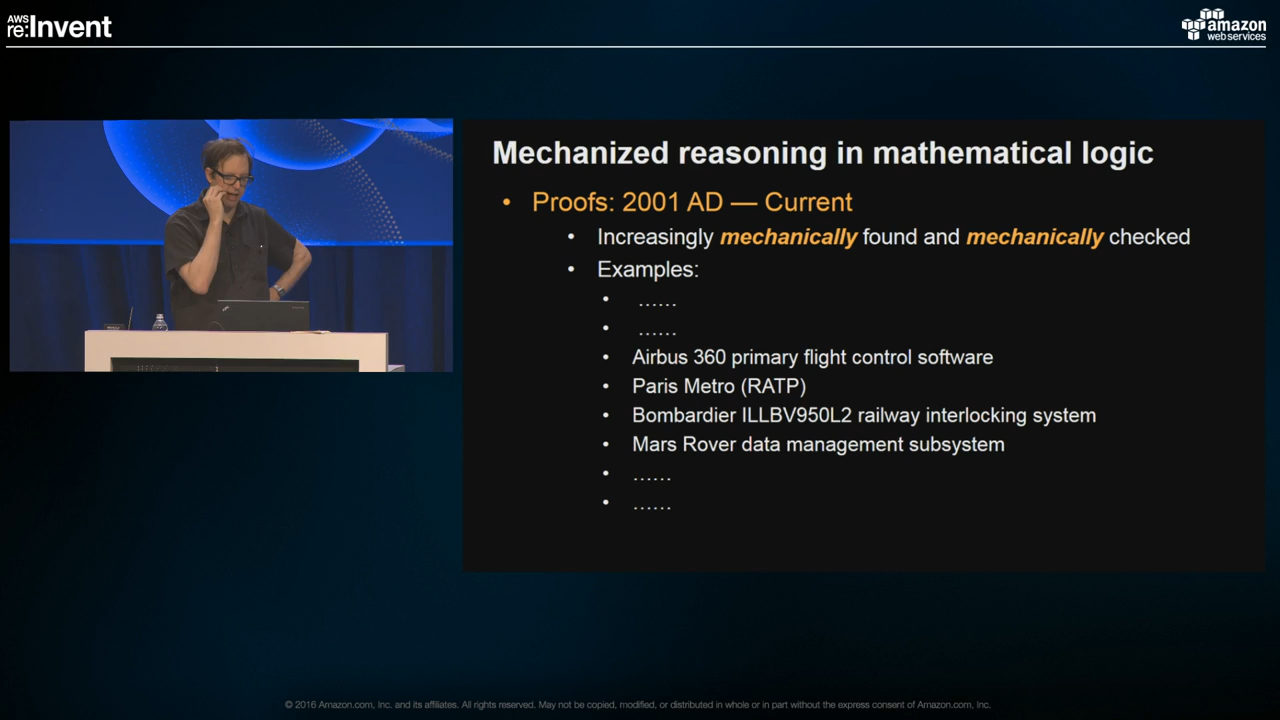 AWS
re:Invent
amazon
web services
Mechanized reasoning in mathematical logic
• Proofs: 2001 AD — Current
• Increasingly mechanically found and mechanically checked
• Examples:
• ......
• ......
• Airbus 360 primary flight control software
• Paris Metro (RATP)
• Bombardier ILLBV950L2 railway interlocking system
• Mars Rover data management subsystem
• ......
• ......
© 2016 Amazon.com, Inc. and its affiliates. All rights reserved. May not be copied, modified, or distributed in whole or in part without the express consent of Amazon.com, Inc.